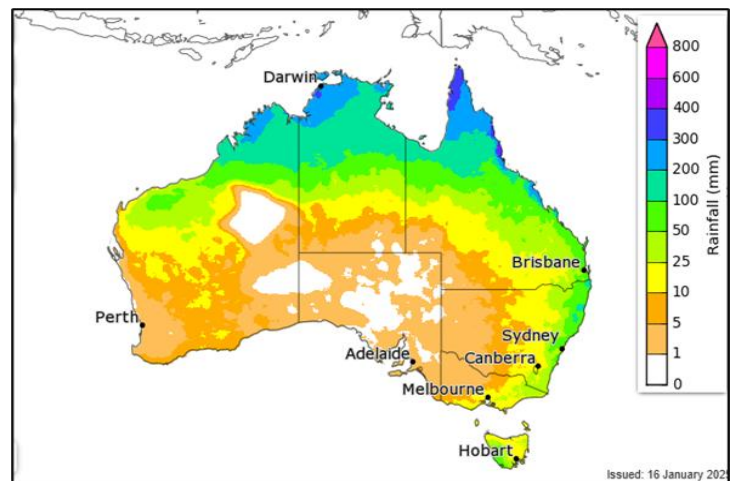 Darwin
Brisbane
Perth
Sydney
Adelaide
Canberra
Melbourne
Hobart
800
600
400
300
200
100
50
25
10
5
1
0
Rainfall (mm)
Issued: 16 January 2025